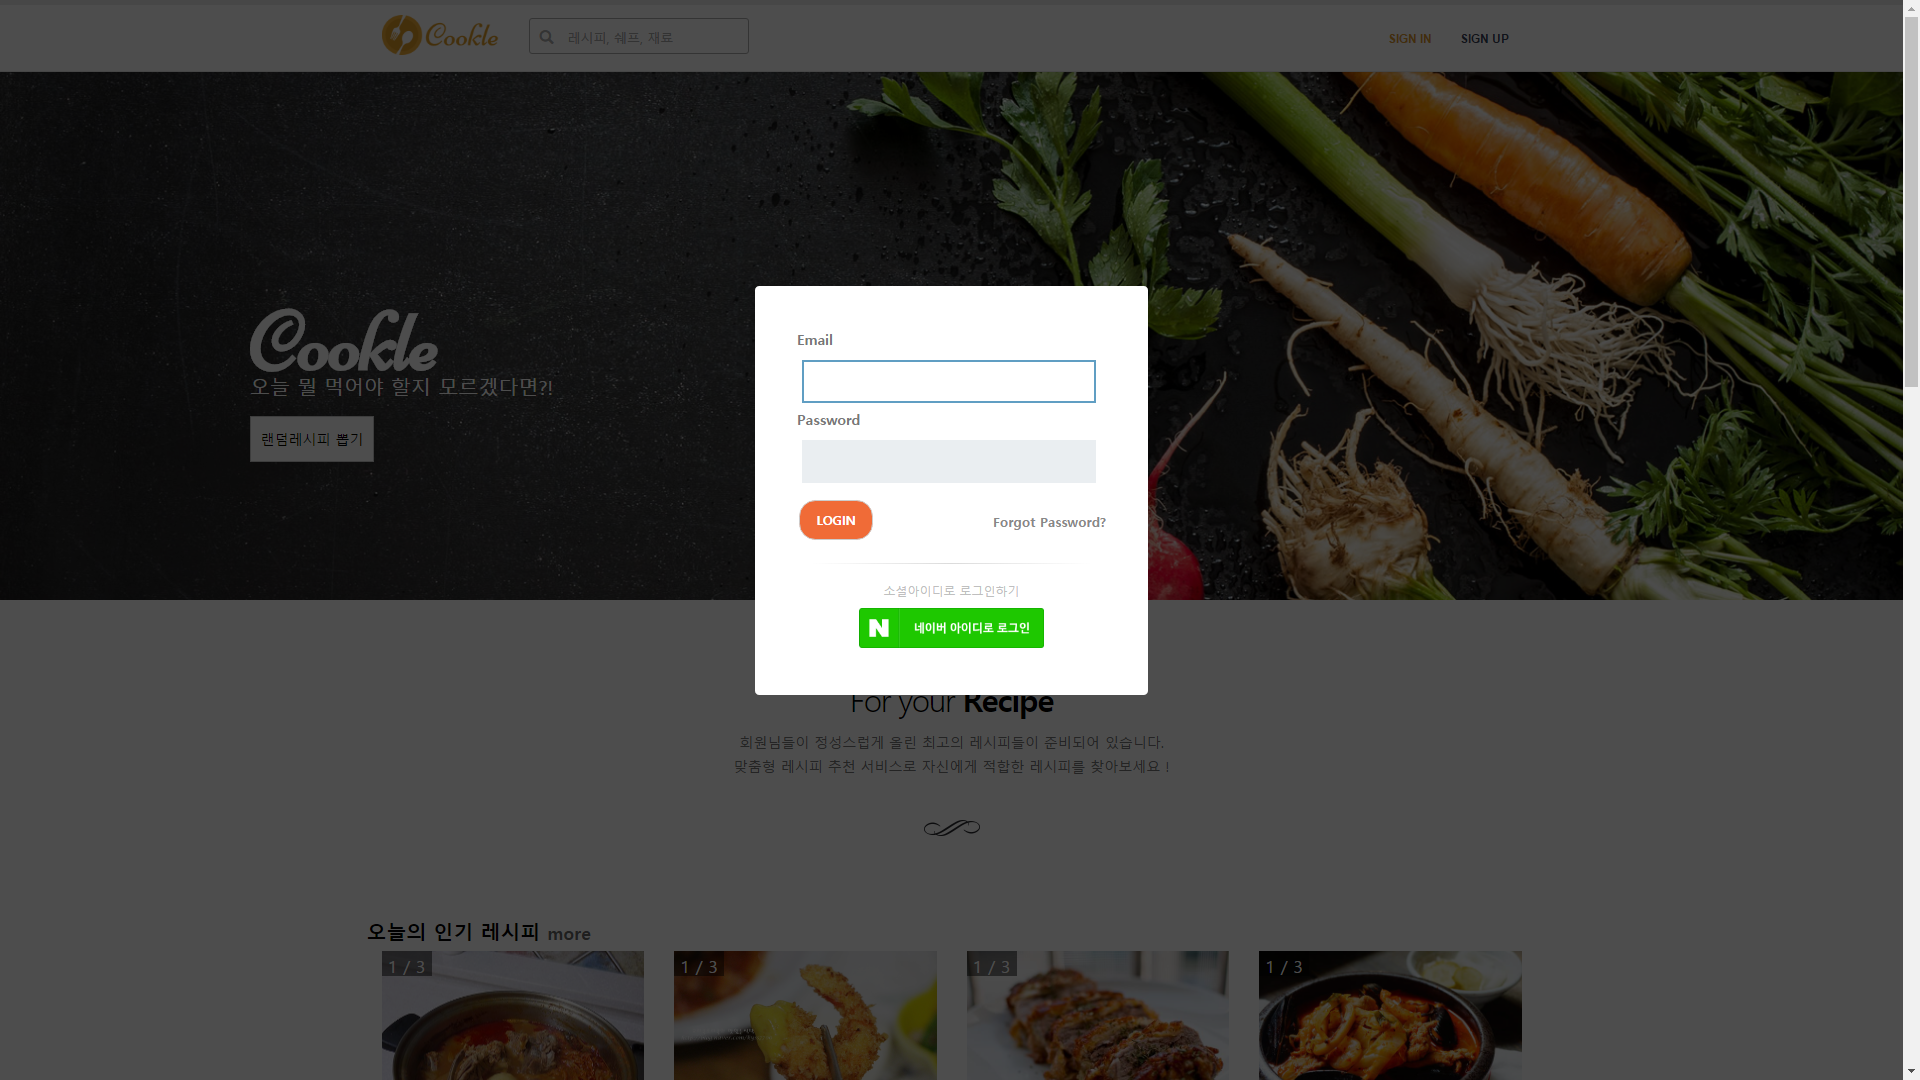 Cookle
레시피, 쉐프, 재료
SIGN IN
SIGN UP
Cookle
오늘 뭘 먹어야 할지 모르겠다면?!
랜덤레시피 뽑기
Email
Password
LOGIN
Forgot Password?
소셜아이디로 로그인하기
N 네이버 아이디로 로그인
For your Recipe
회원님들이 정성스럽게 올린 최고의 레시피들이 준비되어 있습니다.
맞춤형 레시피 추천 서비스로 자신에게 적합한 레시피를 찾아보세요 !
오늘의 인기 레시피 more
1 / 3
1 / 3
1 / 3
1 / 3